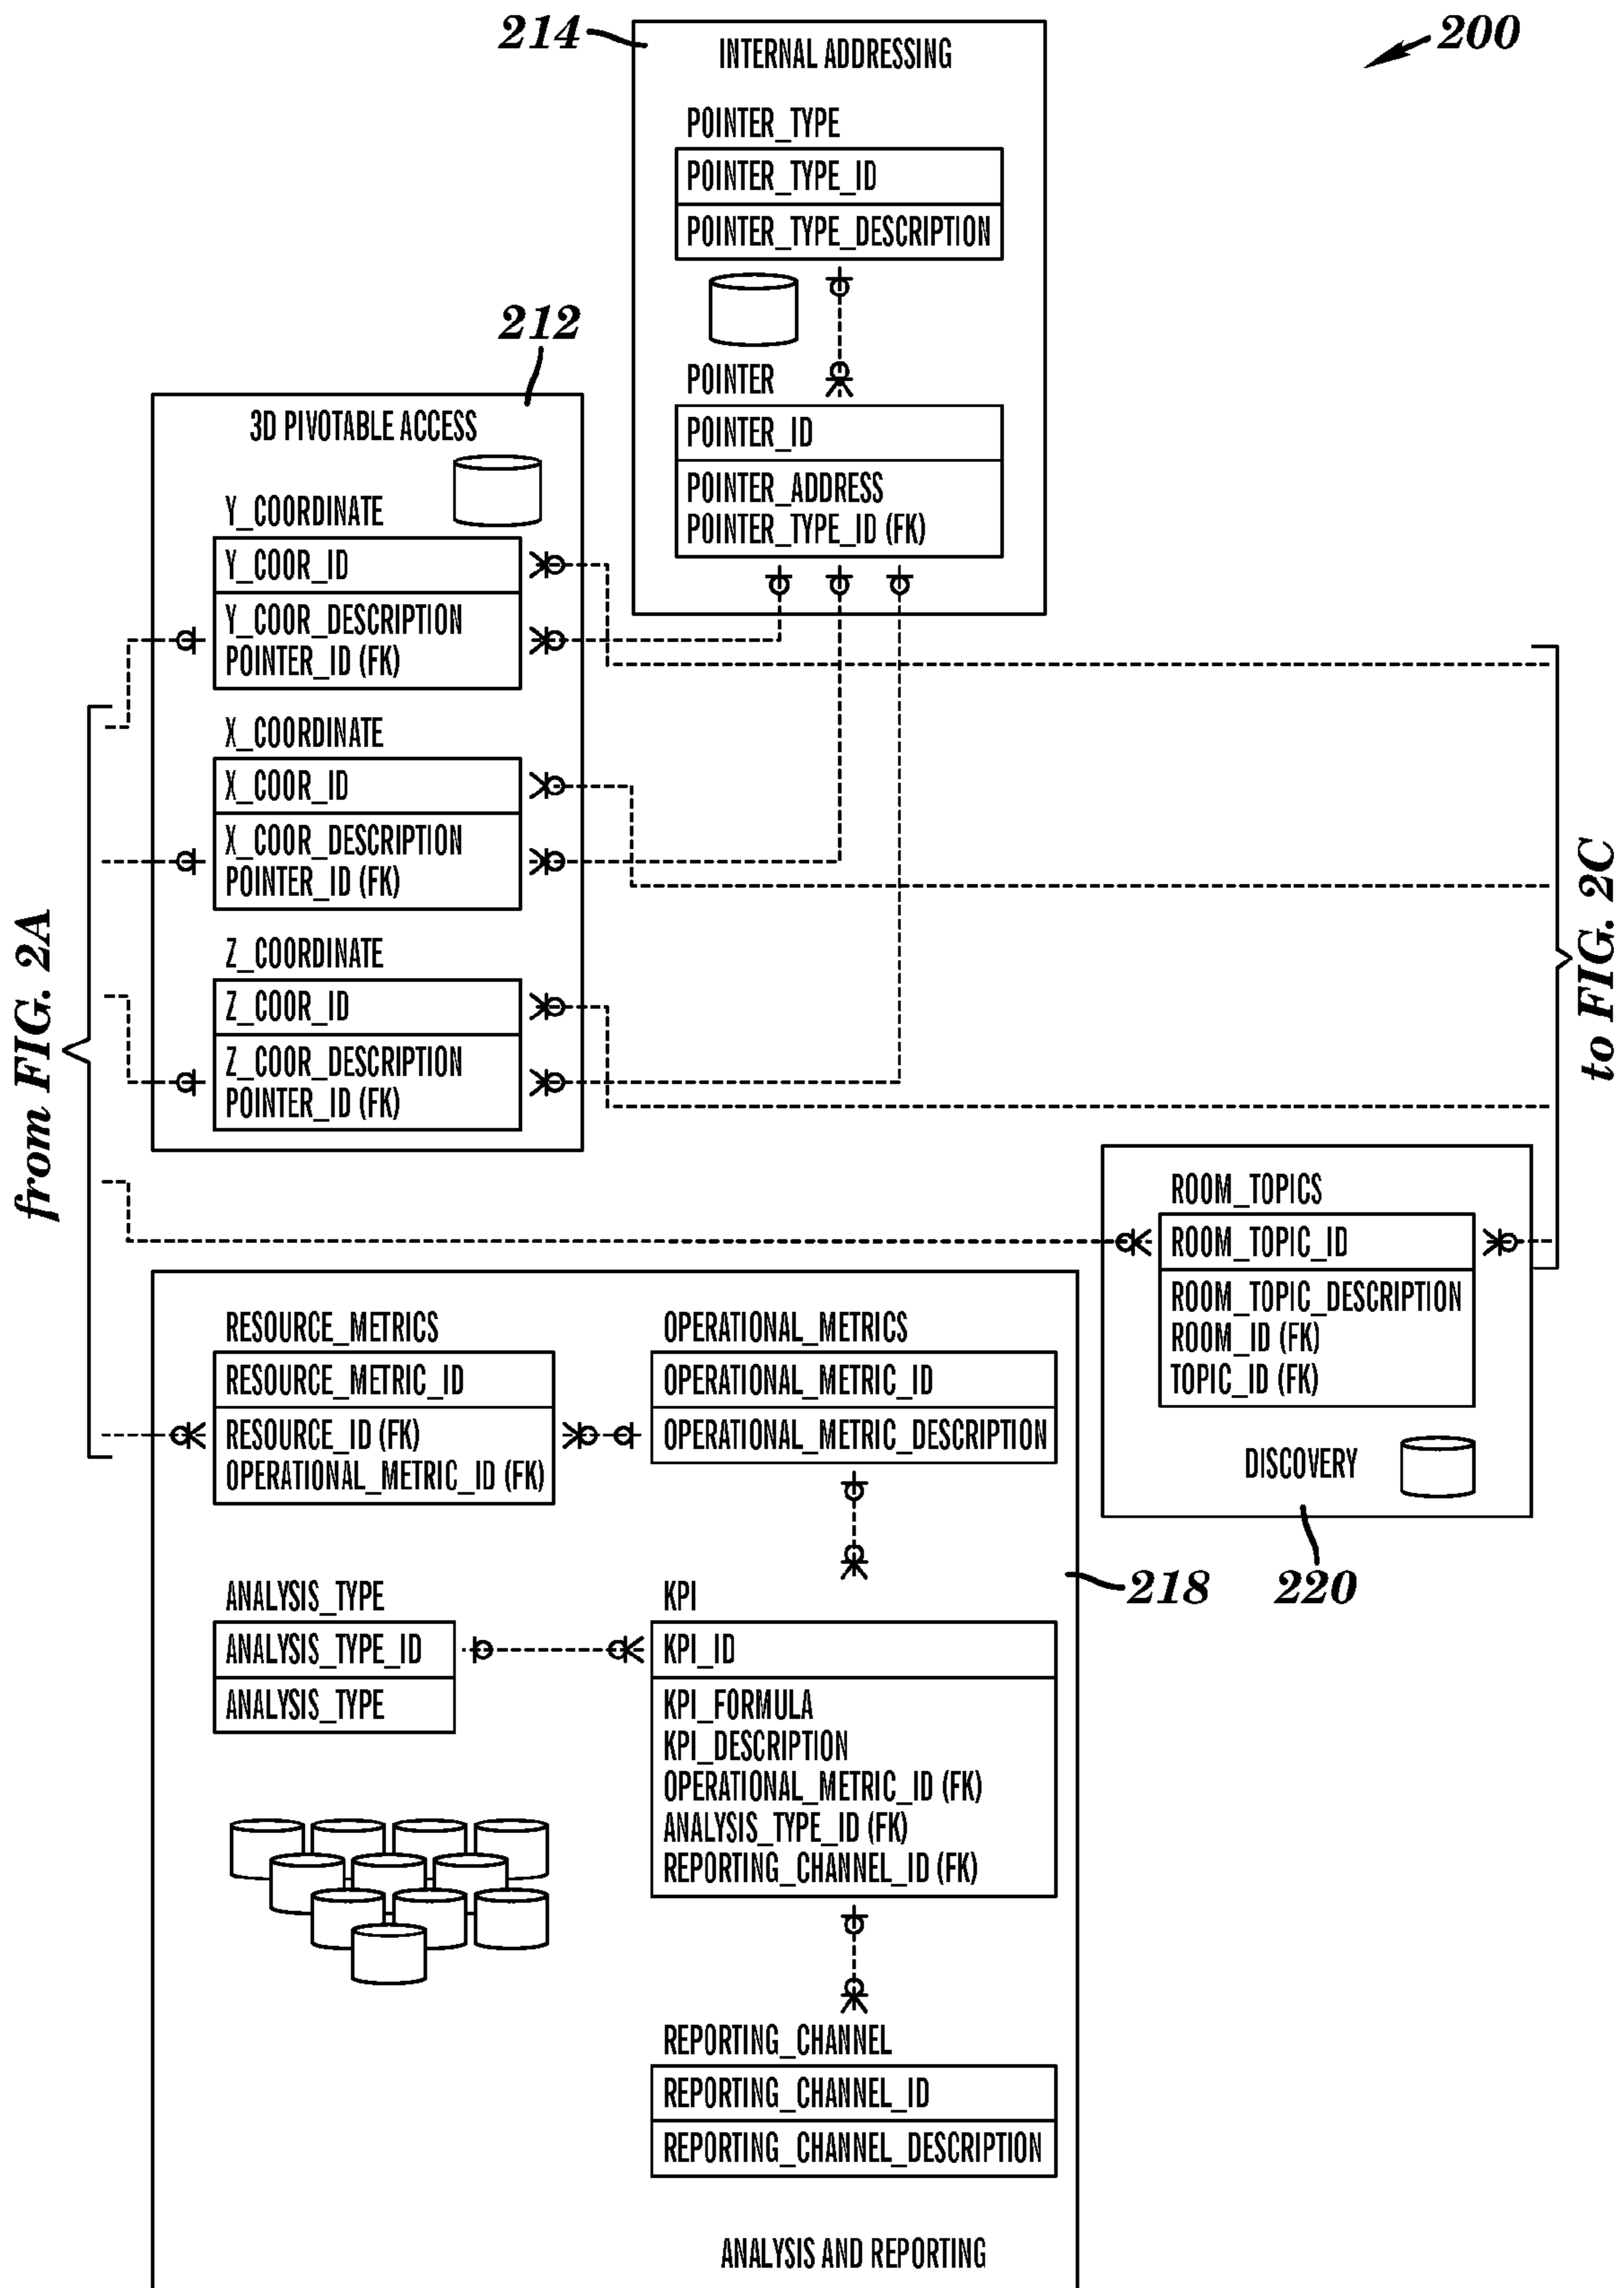 200
214
INTERNAL ADDRESSING
POINTER_TYPE
POINTER_TYPE_ID
POINTER_TYPE_DESCRIPTION
POINTER
POINTER_ID
POINTER_ADDRESS
POINTER_TYPE_ID (FK)
212
3D PIVOTABLE ACCESS
Y_COORDINATE
Y_COOR_ID
Y_COOR_DESCRIPTION
POINTER_ID (FK)
X_COORDINATE
X_COOR_ID
X_COOR_DESCRIPTION
POINTER_ID (FK)
Z_COORDINATE
Z_COOR_ID
Z_COOR_DESCRIPTION
POINTER_ID (FK)
from FIG. 2A
to FIG. 2C
ROOM_TOPICS
ROOM_TOPIC_ID
ROOM_TOPIC_DESCRIPTION
ROOM_ID (FK)
TOPIC_ID (FK)
DISCOVERY
220
RESOURCE_METRICS
RESOURCE_METRIC_ID
RESOURCE_ID (FK)
OPERATIONAL_METRIC_ID (FK)
OPERATIONAL_METRICS
OPERATIONAL_METRIC_ID
OPERATIONAL_METRIC_DESCRIPTION
218
ANALYSIS_TYPE
ANALYSIS_TYPE_ID
ANALYSIS_TYPE
KPI
KPI_ID
KPI_FORMULA
KPI_DESCRIPTION
OPERATIONAL_METRIC_ID (FK)
ANALYSIS_TYPE_ID (FK)
REPORTING_CHANNEL_ID (FK)
REPORTING_CHANNEL
REPORTING_CHANNEL_ID
REPORTING_CHANNEL_DESCRIPTION
ANALYSIS AND REPORTING